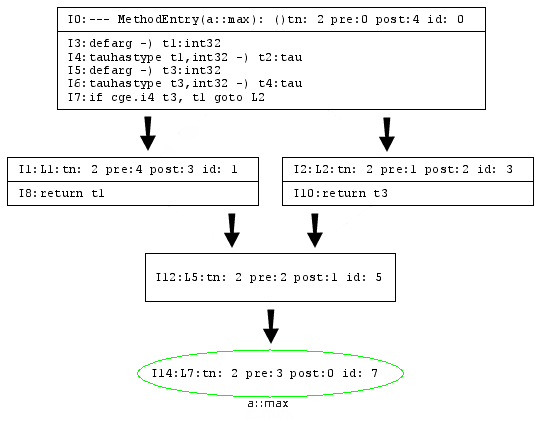 I0:--- MethodEntry(a::max): ()tn: 2 pre:0 post:4 id: 0
I3:defarg -) t1:int32
I4:tauhastype t1,int32 -) t2:tau
I5:defarg -) t3:int32
I6:tauhastype t3,int32 -) t4:tau
I7:if cge.i4 t3, t1 goto L2
I1:L1:tn: 2 pre:4 post:3 id: 1
I8:return t1
I2:L2:tn: 2 pre:1 post:2 id: 3
I10:return t3
I12:L5:tn: 2 pre:2 post:1 id: 5
I14:L7:tn: 2 pre:3 post:0 id: 7
a::max